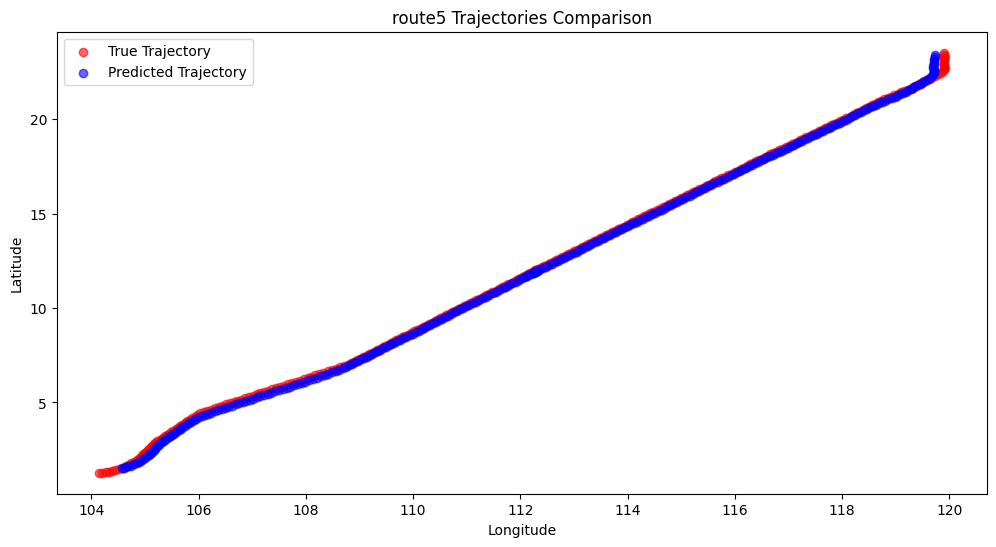 route5 Trajectories Comparison
True Trajectory
Predicted Trajectory
20
15
10
5
Latitude
104 106 108 110 112 114 116 118 120
Longitude